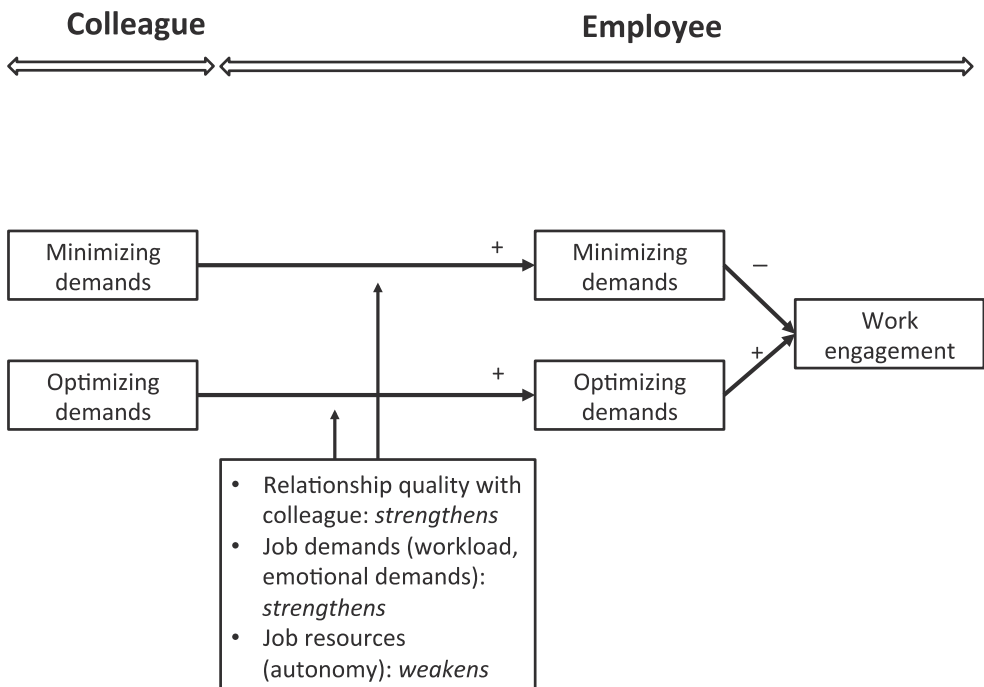 Colleague
Employee
Minimizing
demands
+
Minimizing
demands
–
Work
engagement
Optimizing
demands
+
Optimizing
demands
+
• Relationship quality with
colleague: strengthens
• Job demands (workload,
emotional demands):
strengthens
• Job resources
(autonomy): weakens